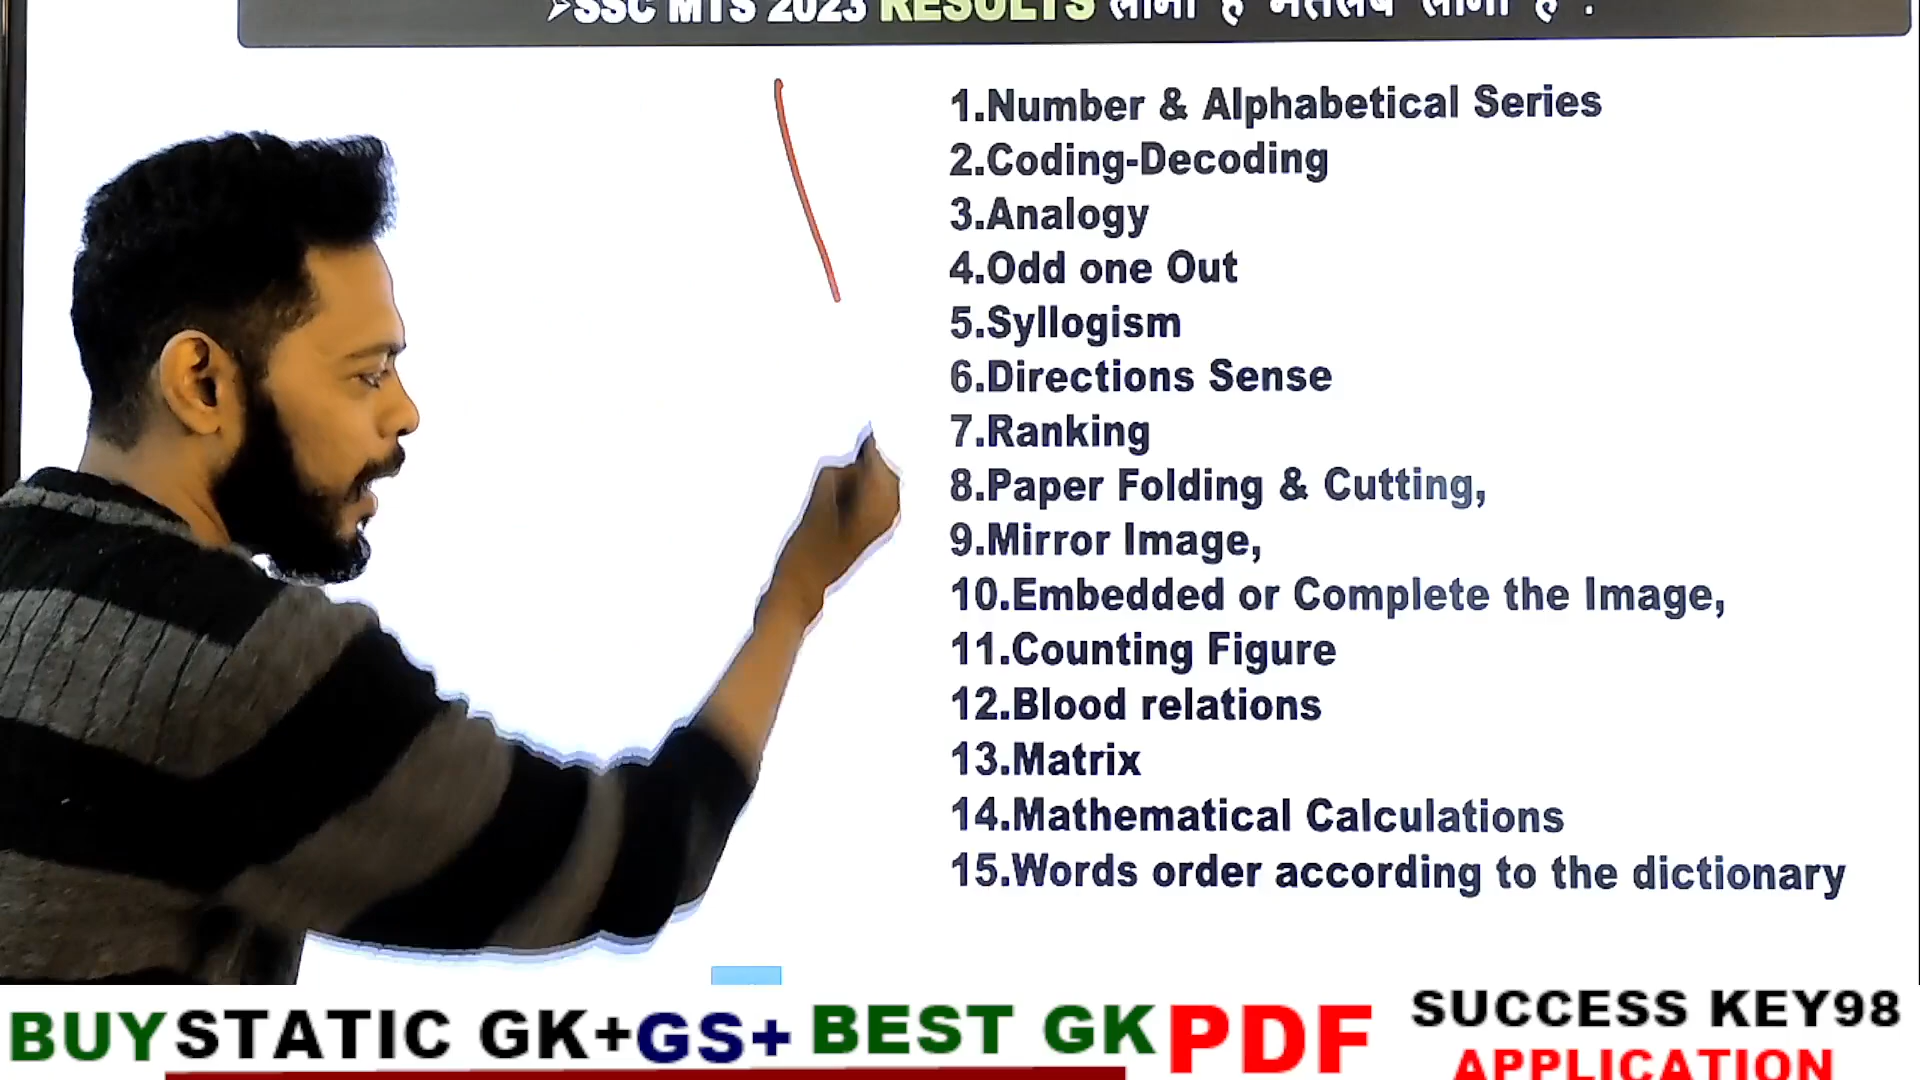 ➢SSC MTS 2023 RESULTS लाना है मतलब लाना है .
1.Number & Alphabetical Series
2.Coding-Decoding
3.Analogy
4.Odd one Out
5.Syllogism
6.Directions Sense
7.Ranking
8.Paper Folding & Cutting,
9.Mirror Image,
10.Embedded or Complete the Image,
11.Counting Figure
12.Blood relations
13.Matrix
14.Mathematical Calculations
15.Words order according to the dictionary
BUY STATIC GK+GS+ BEST GK PDF
SUCCESS KEY98
APPLICATION